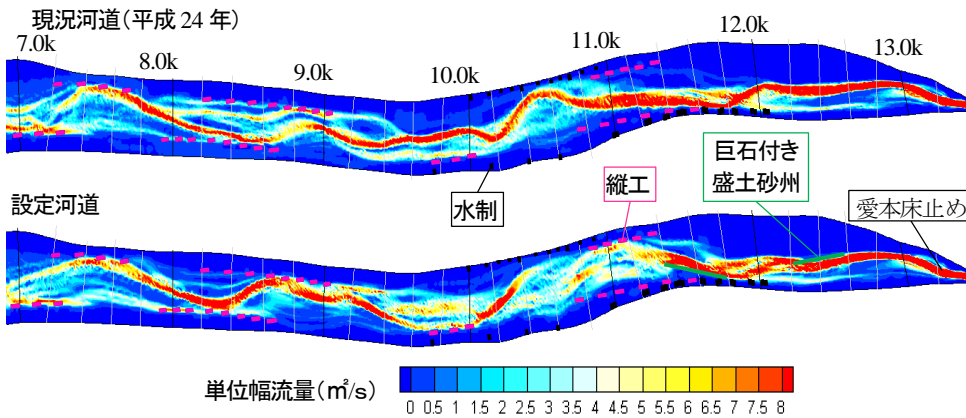 現況河道(平成 24 年)
7.0k
8.0k
9.0k
10.0k
11.0k
12.0k
13.0k
巨石付き
盛土砂州
縦工
水制
愛本床止め
設定河道
単位幅流量(㎡/s)
0 0.5 1 1.5 2 2.5 3 3.5 4 4.5 5 5.5 6 6.5 7 7.5 8